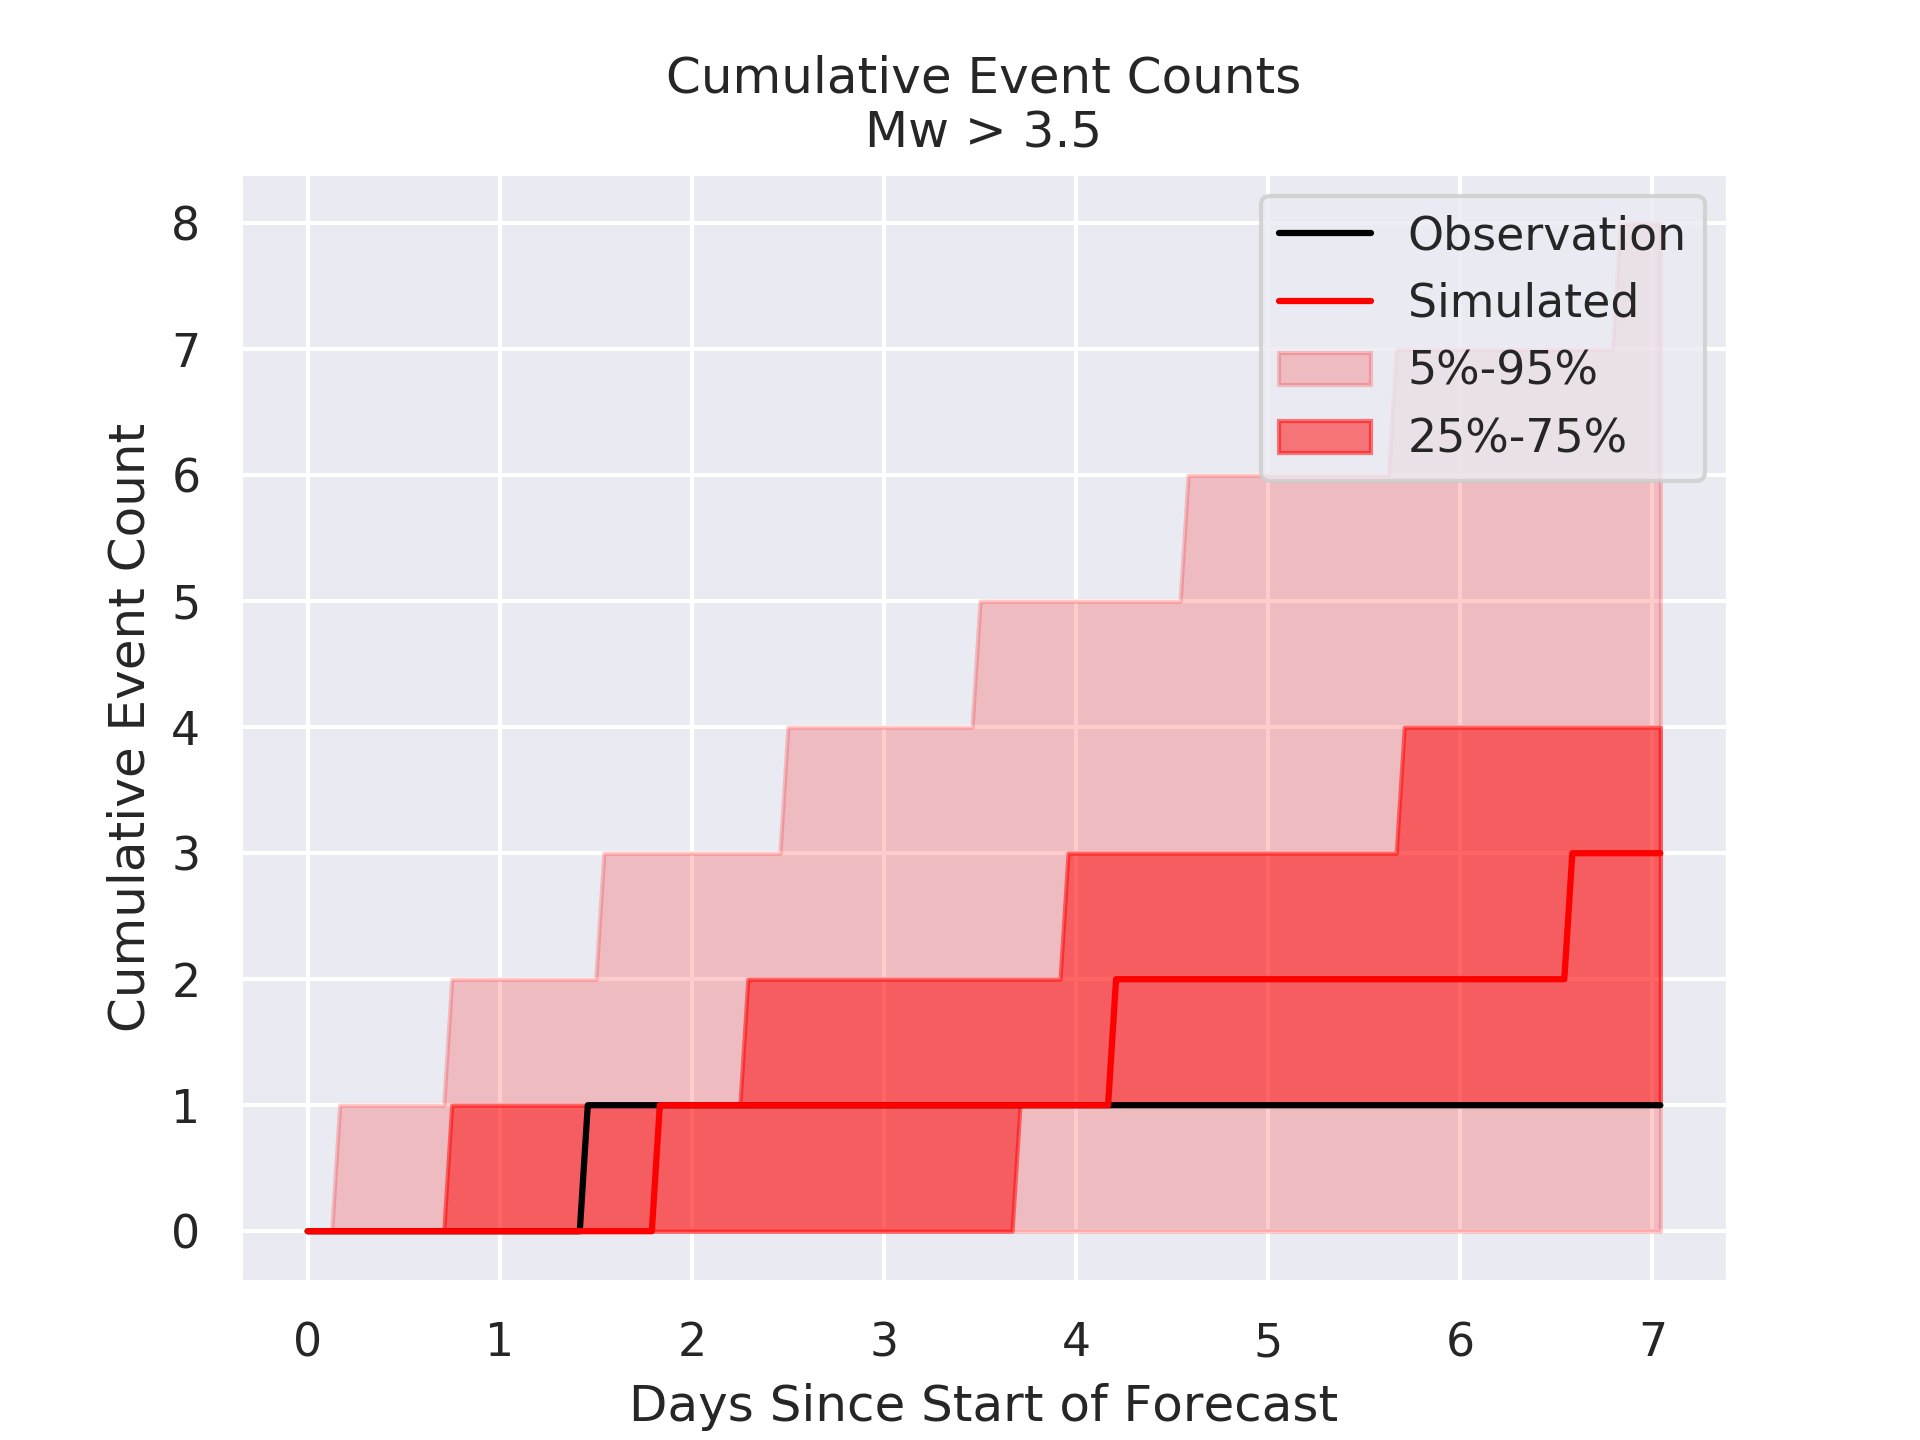 Cumulative Event Counts
Mw > 3.5
Cumulative Event Count
8
7
6
5
4
3
2
1
0
Observation
Simulated
5%-95%
25%-75%
0 1 2 3 4 5 6 7
Days Since Start of Forecast